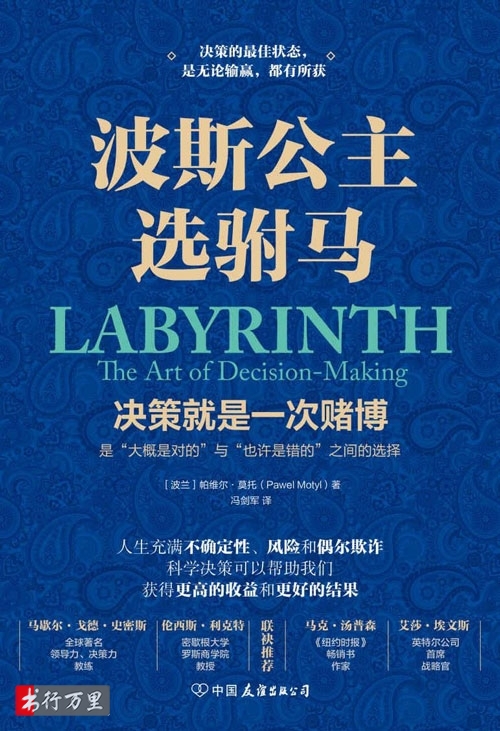 决策的最佳状态，
是无论输赢，都有所获
波斯公主
选驸马
LABYRINTH
The Art of Decision-Making
决策就是一次赌博
是“大概是对的”与“也许是错的”之间的选择
［波兰］帕维尔·莫托（Pawel Motyl）著
冯剑军 译
人生充满不确定性、风险和偶尔欺诈
科学决策可以帮助我们
获得更高的收益和更好的结果
马歇尔·戈德·史密斯
全球著名
领导力、决策力
教练
伦西斯·利克特
密歇根大学
罗斯商学院
教授
联袂推荐
马克·汤普森
《纽约时报》
畅销书
作家
艾莎·埃文斯
英特尔公司
首席
战略官
书行万里
中国友谊出版公司